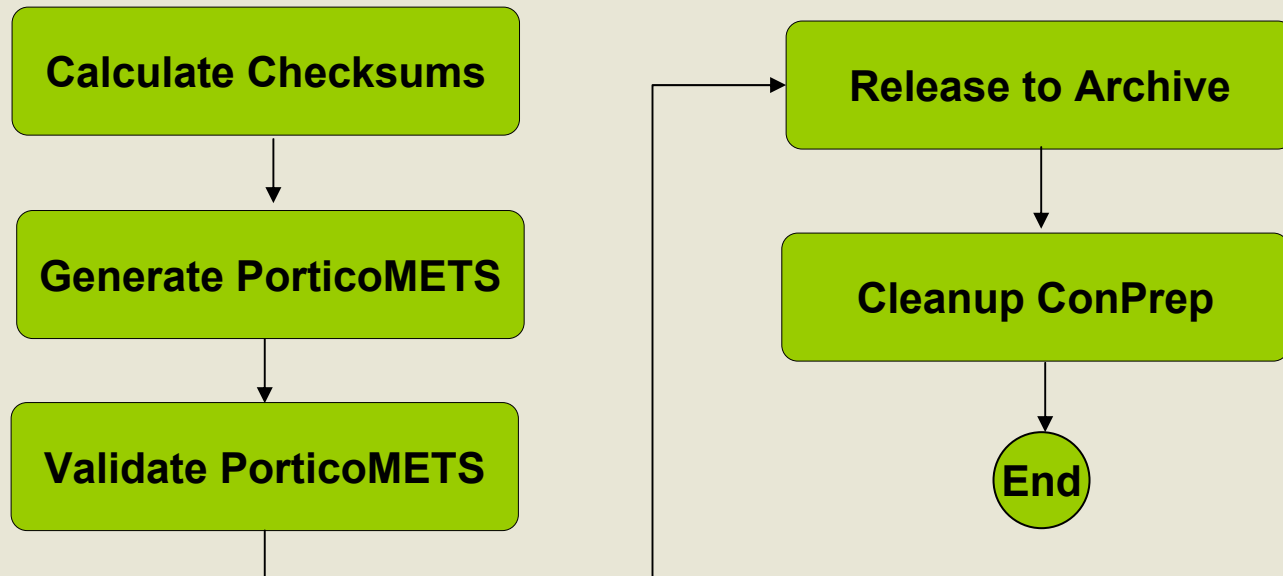 Calculate Checksums
Generate PorticoMETS
Validate PorticoMETS
Release to Archive
Cleanup ConPrep
End